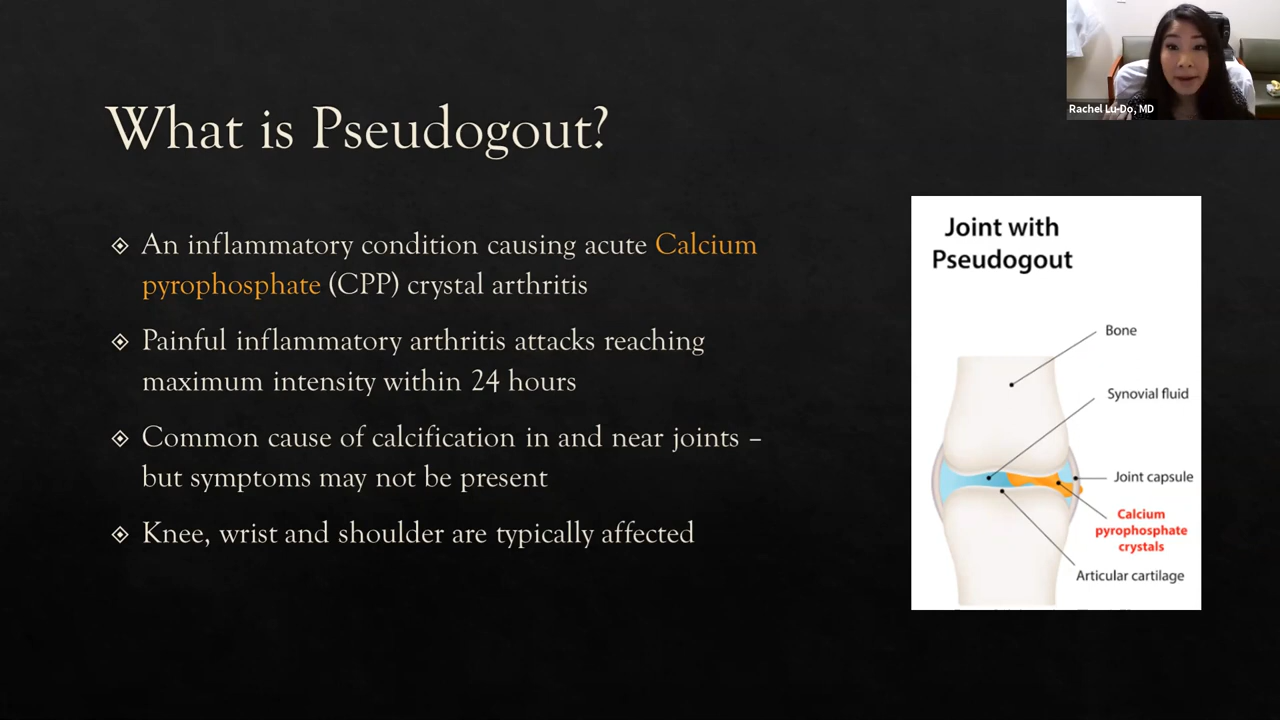 What is Pseudogout?
An inflammatory condition causing acute Calcium
pyrophosphate (CPP) crystal arthritis
Painful inflammatory arthritis attacks reaching
maximum intensity within 24 hours
Common cause of calcification in and near joints –
but symptoms may not be present
Knee, wrist and shoulder are typically affected
Rachel Lu-Do, MD
Joint with
Pseudogout
Bone
Synovial fluid
Joint capsule
Calcium
pyrophosphate
crystals
Articular cartilage